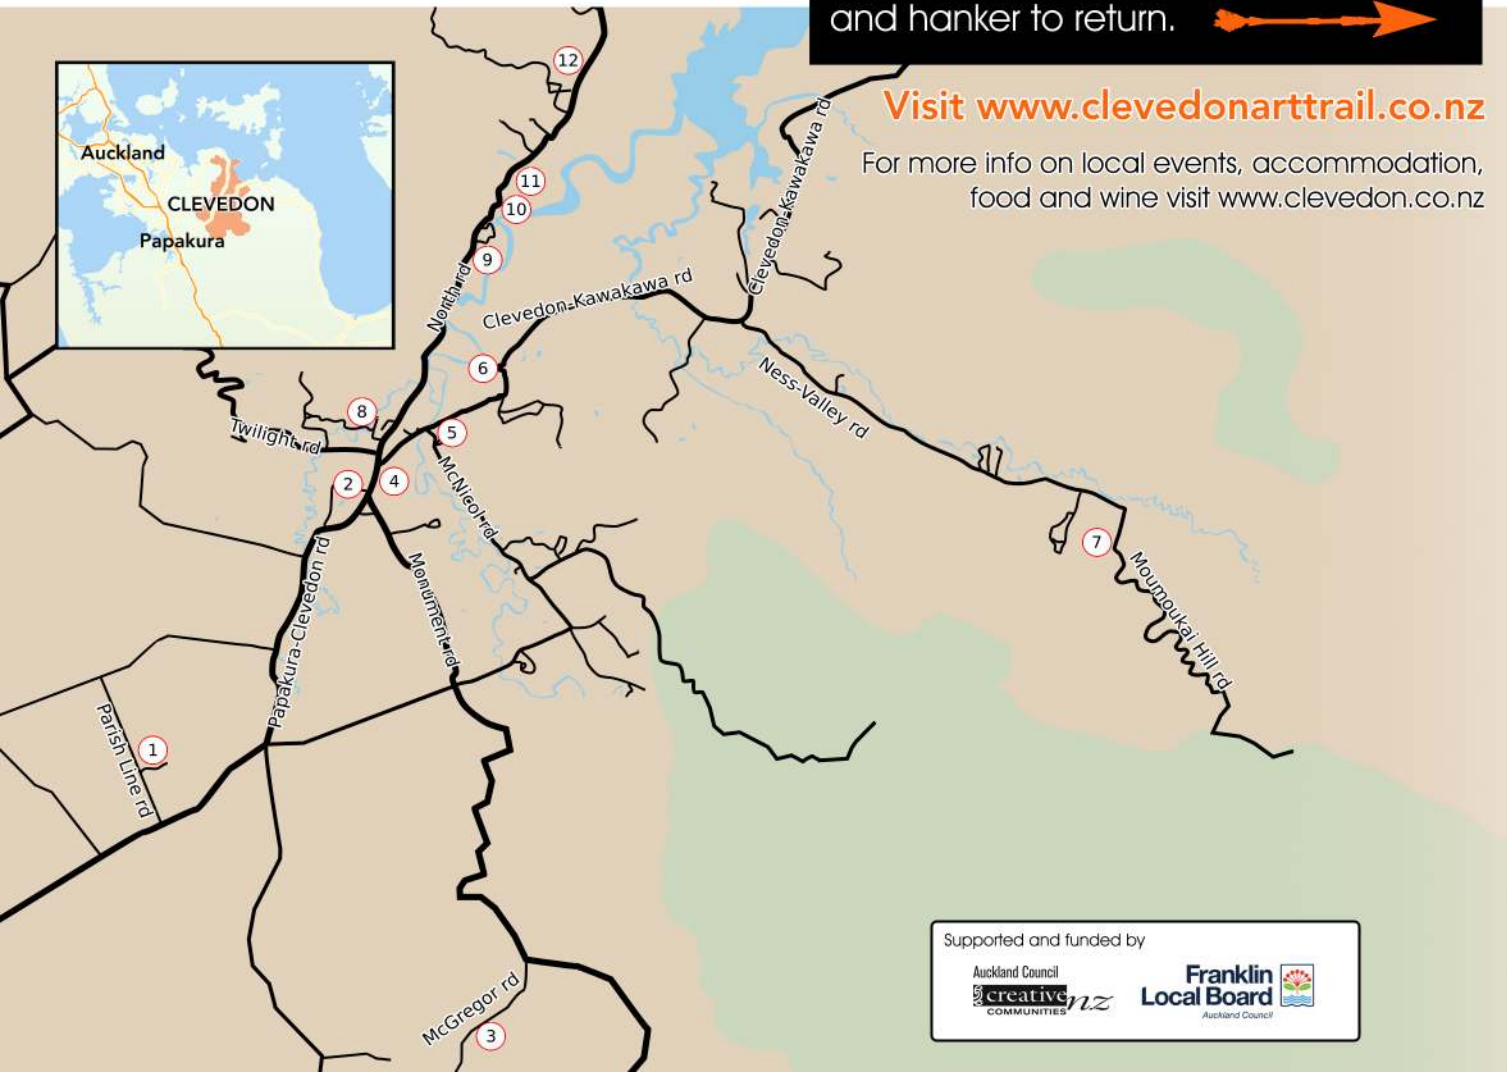 and hanker to return.
Visit www.clevedonarttrail.co.nz
For more info on local events, accommodation,
food and wine visit www.clevedon.co.nz
Auckland
CLEVEDON
Papakura
12
11
10
9
North rd
Clevedon-Kawakawa rd
Clevedon-Kawakawa rd
6
Ness-Valley rd
8
Twilight rd
5
2
4
McNicol rd
7
Moumoukai Hill rd
Papakura-Clevedon rd
Monument rd
Parish Line rd
1
McGregor rd
3
Supported and funded by
Auckland Council
creative nz
COMMUNITIES
Franklin
Local Board
Auckland Council